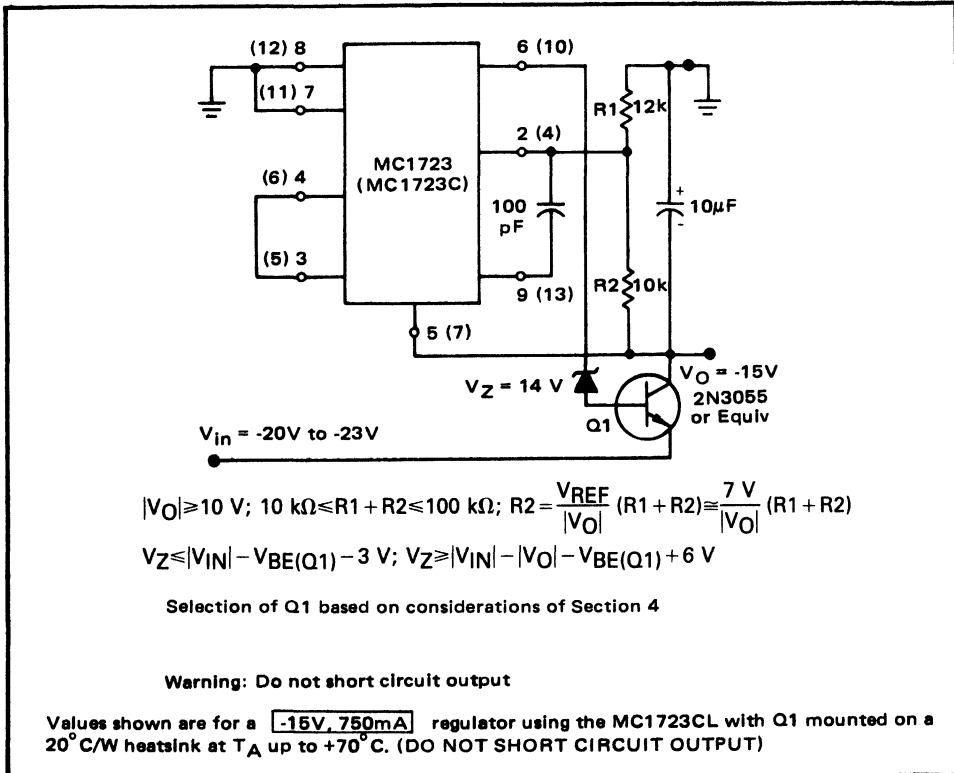 (12) 8
6 (10)
(11) 7
R1
12k
2 (4)
MC1723
(MC1723C)
(6) 4
100
pF
+
10μF
-
(5) 3
9 (13)
R2
10k
5 (7)
VZ = 14 V
VO = -15V
2N3055
or Equiv
Q1
Vin = -20V to -23V
|VO|≥10 V; 10 kΩ≤R1+R2≤100 kΩ; R2=VREF/|VO| (R1+R2)≅7 V/|VO| (R1+R2)
VZ≤|VIN|−VBE(Q1)−3 V; VZ≥|VIN|−|VO|−VBE(Q1)+6 V
Selection of Q1 based on considerations of Section 4
Warning: Do not short circuit output
Values shown are for a -15V, 750mA regulator using the MC1723CL with Q1 mounted on a
20°C/W heatsink at TA up to +70°C. (DO NOT SHORT CIRCUIT OUTPUT)